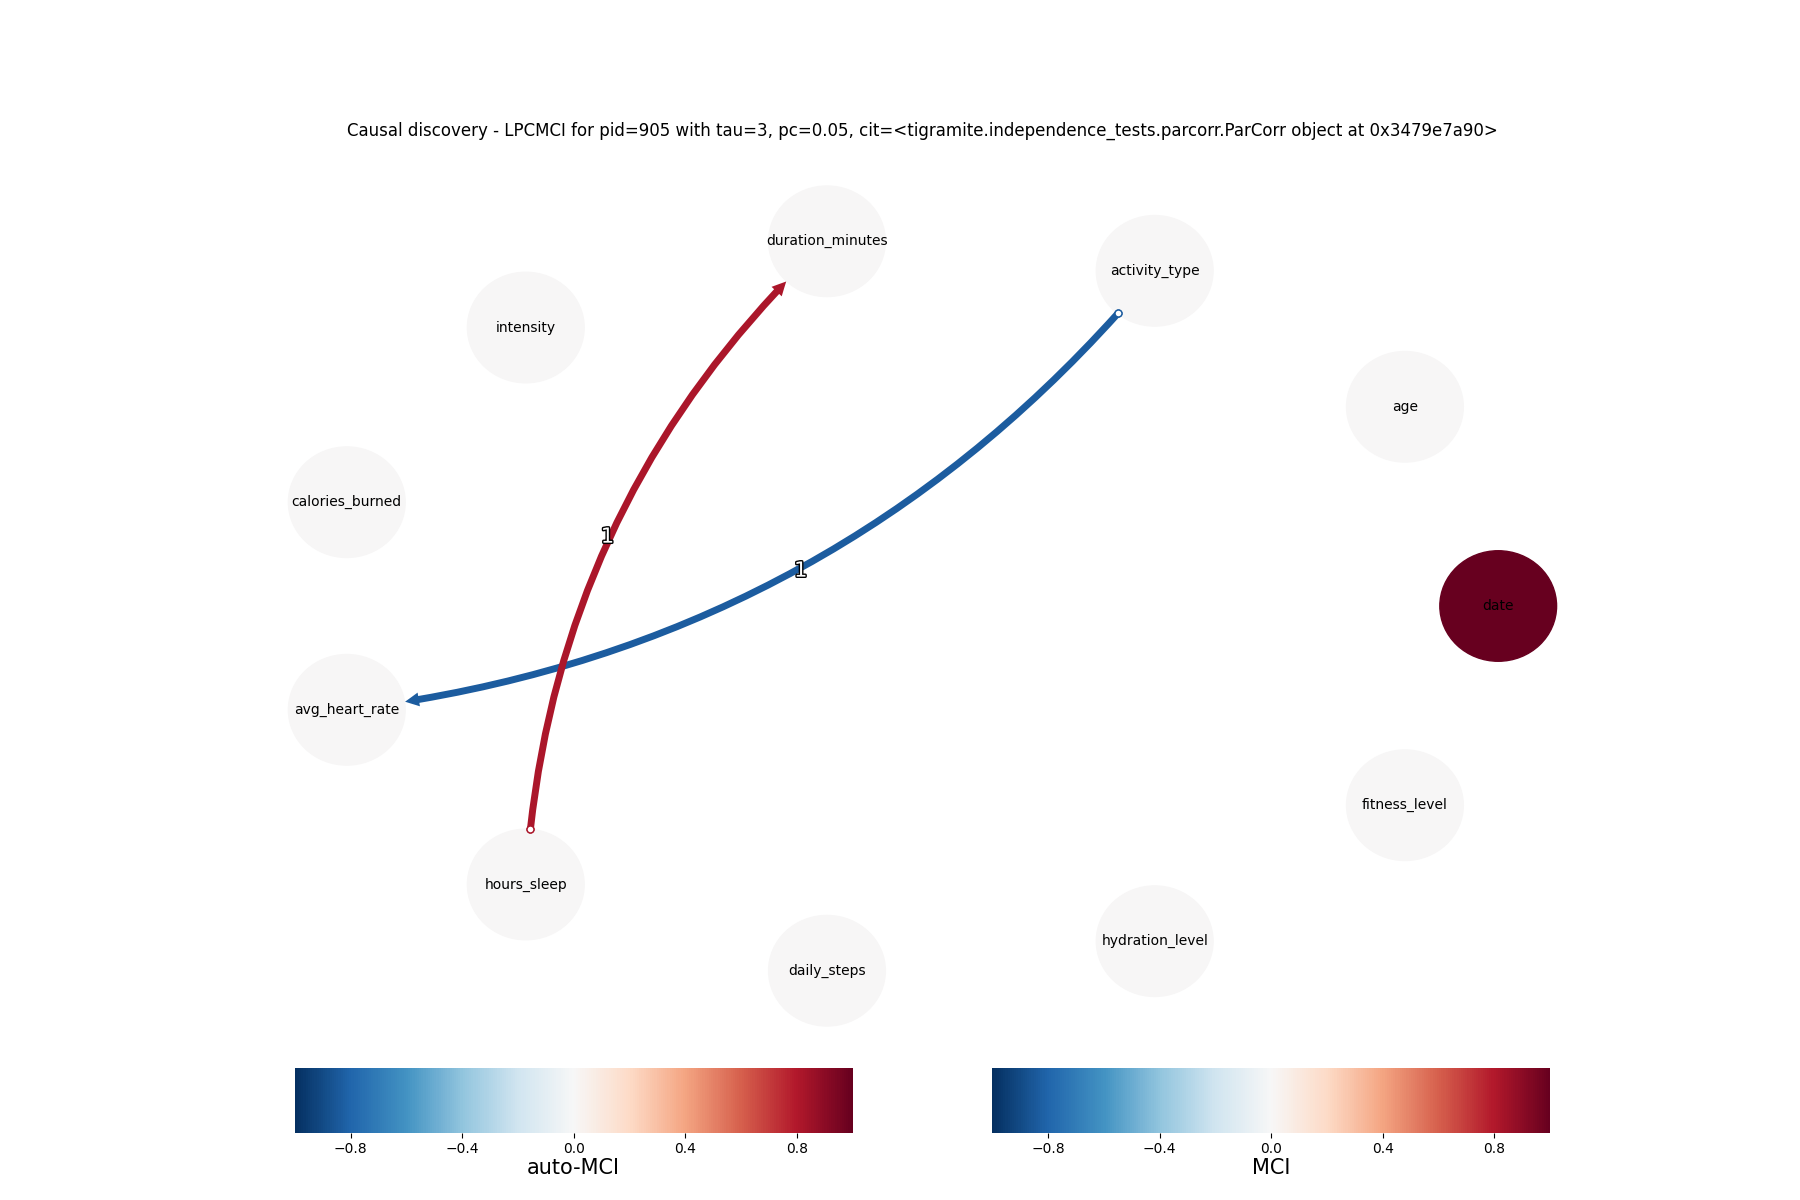 Causal discovery - LPCMCI for pid=905 with tau=3, pc=0.05, cit=<tigramite.independence_tests.parcorr.ParCorr object at 0x3479e7a90>
duration_minutes
activity_type
intensity
age
calories_burned
1
1
date
avg_heart_rate
fitness_level
hours_sleep
hydration_level
daily_steps
−0.8 −0.4 0.0 0.4 0.8
auto-MCI
−0.8 −0.4 0.0 0.4 0.8
MCI